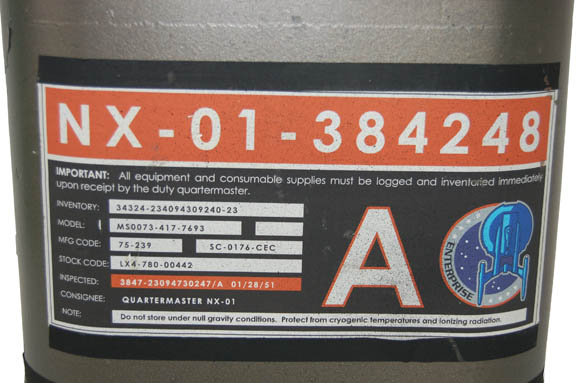 NX-01-384248
IMPORTANT: All equipment and consumable supplies must be logged and inventuried immediately
upon receipt by the duty quartermaster.
INVENTORY: 34324-234094309240-23
MODEL: MS0073-417-7693
MFG CODE: 75-239 SC-0176-CEC
STOCK CODE: LX4-780-00442
INSPECTED: 3847-23094730247/A 01/28/51
CONSIGNEE: QUARTERMASTER NX-01
NOTE: Do not store under null gravity conditions. Protect from cryogenic temperatures and ionizing radiation.
A
ENTERPRISE